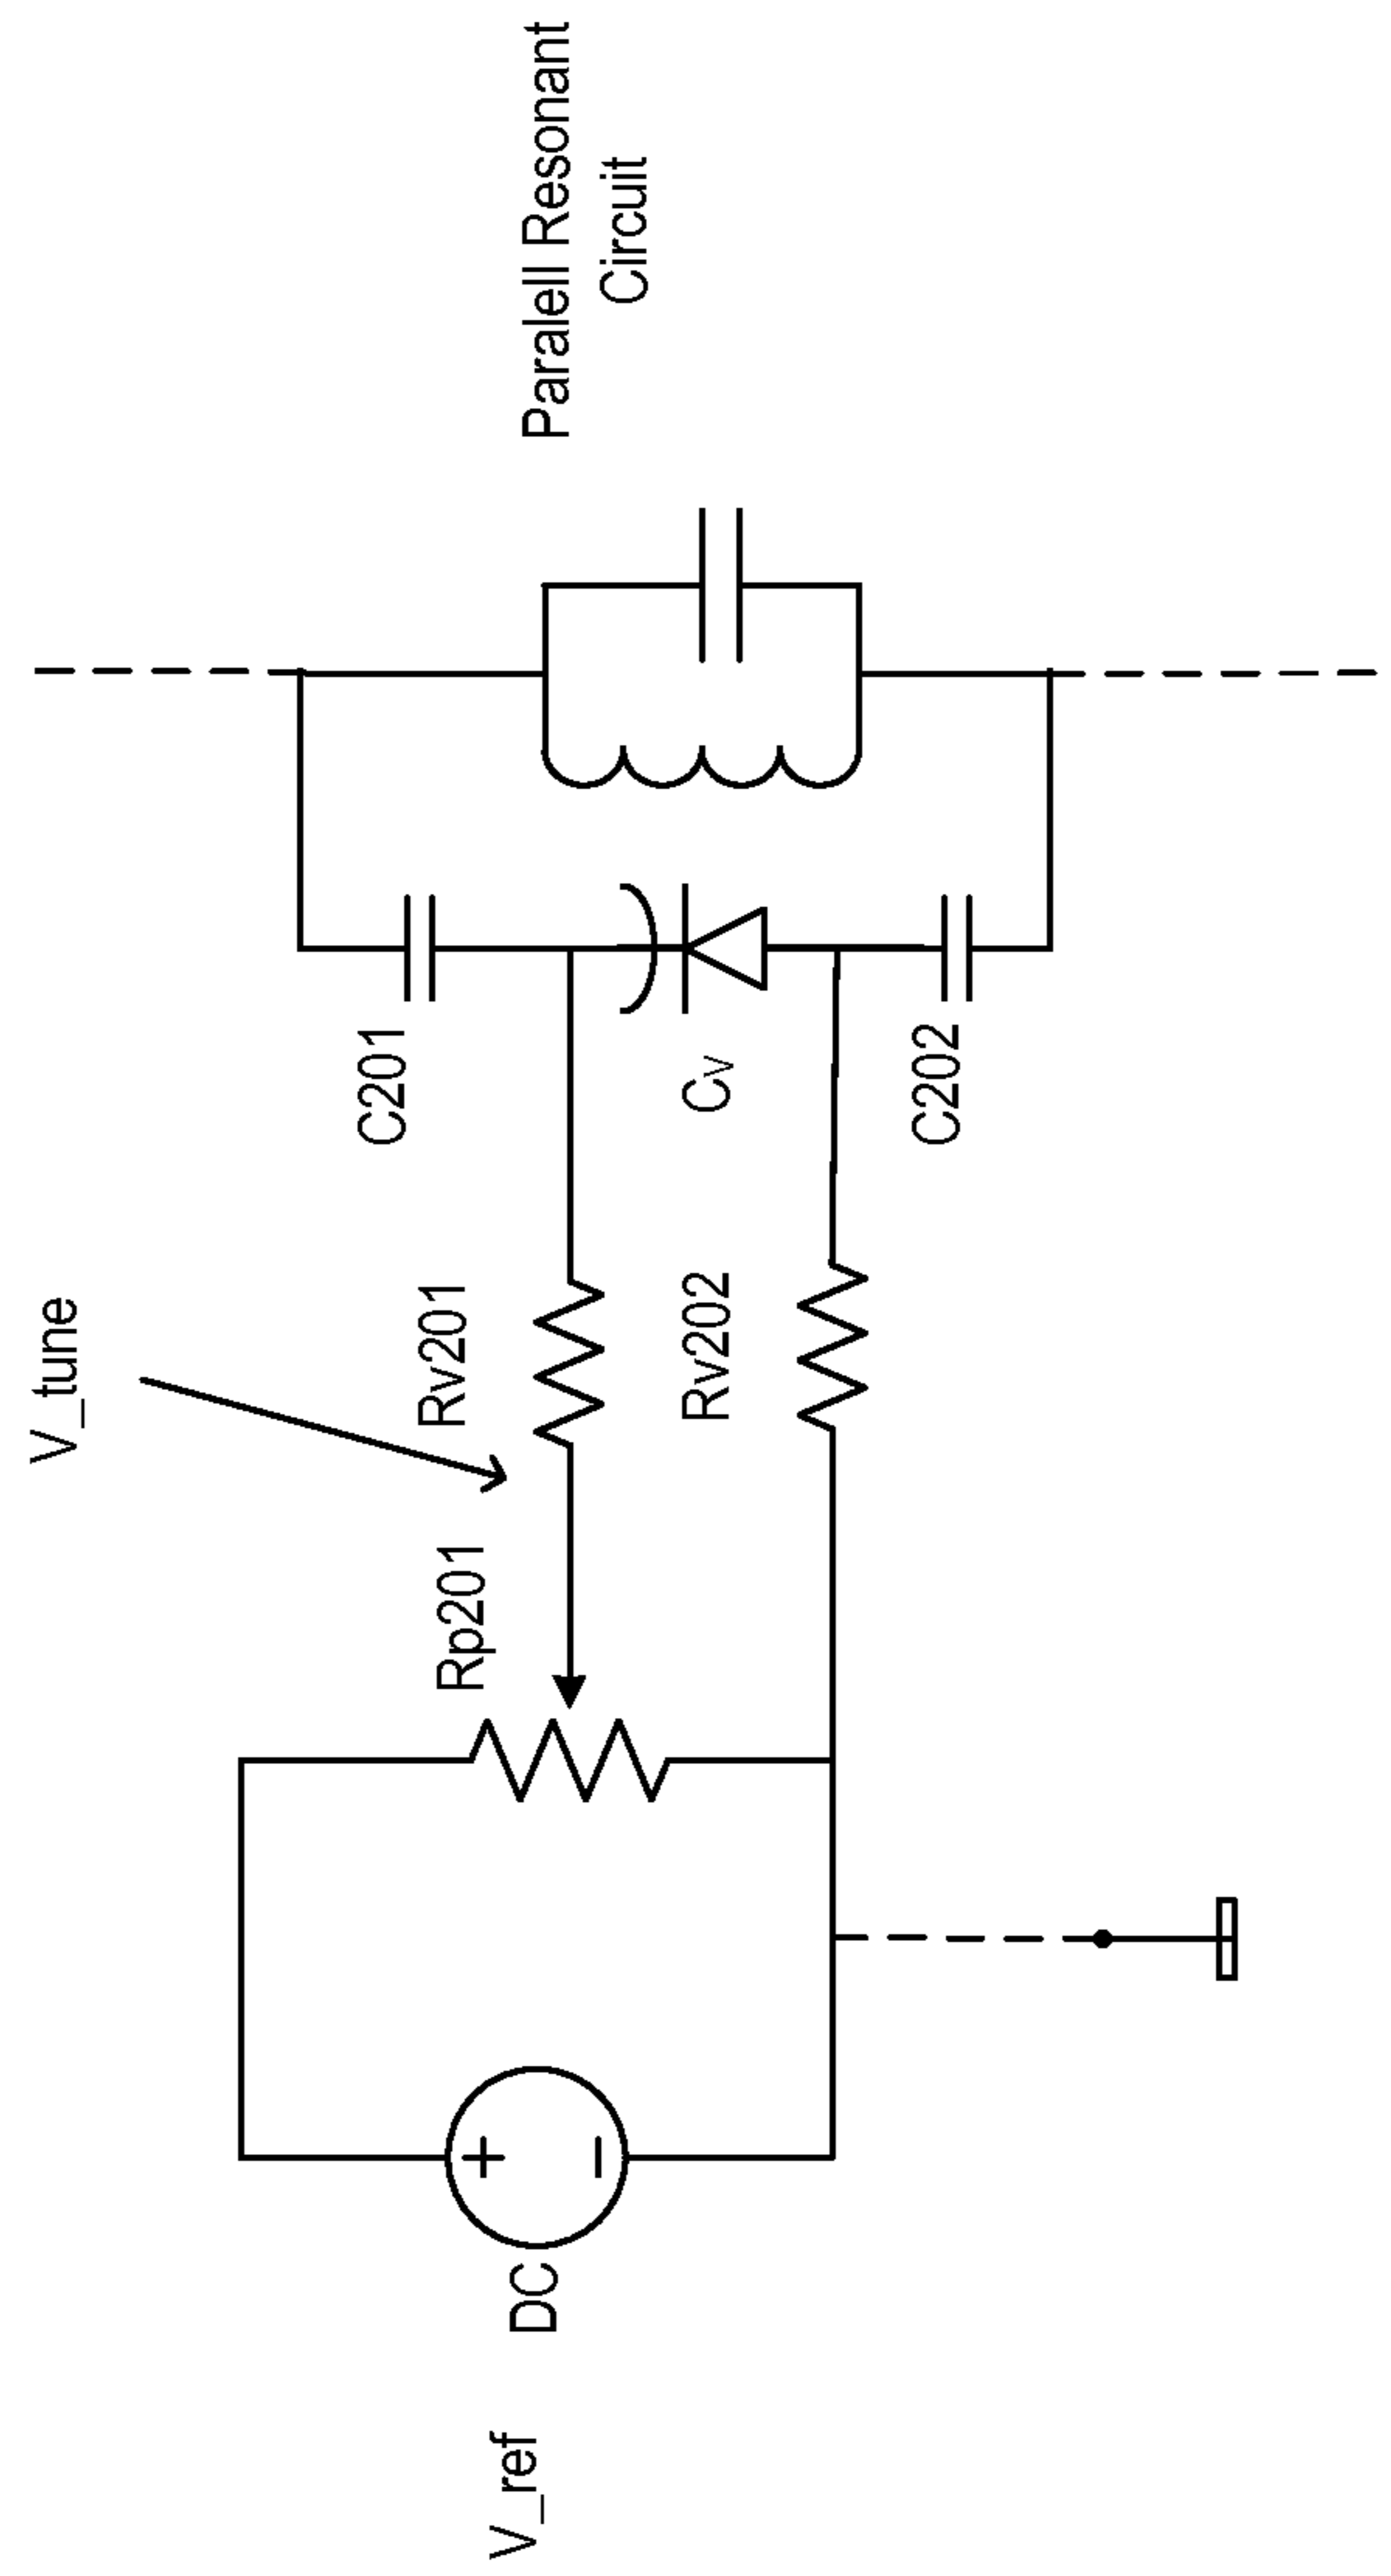 V_ref
DC
Rp201
V_tune
Rv201
Rv202
C201
Cᵥ
C202
Paralell Resonant
Circuit